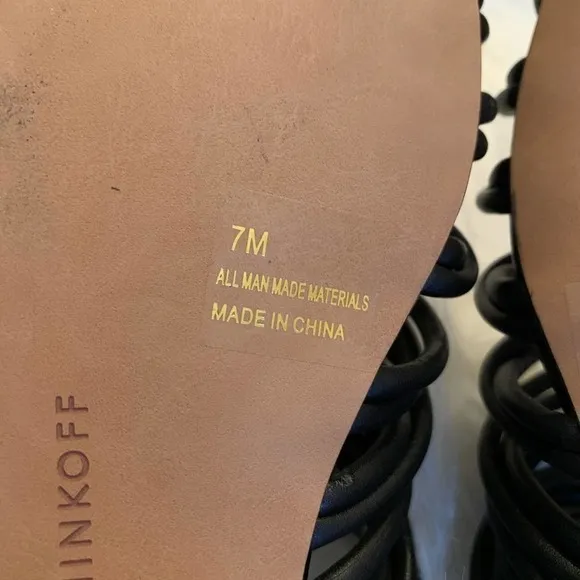 7M
ALL MAN MADE MATERIALS
MADE IN CHINA
INKOFF